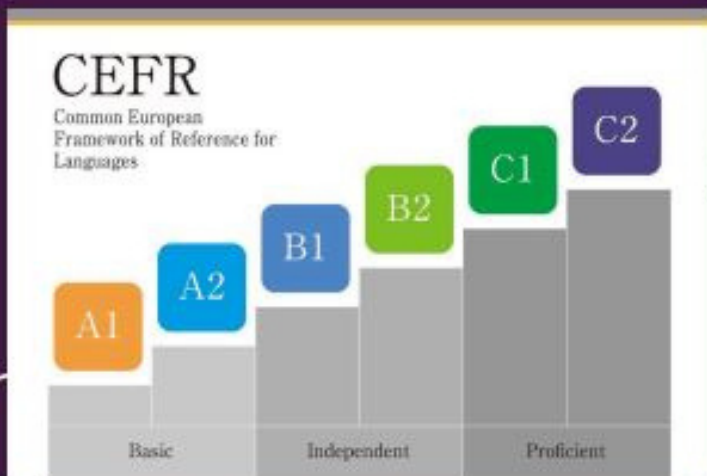 CEFR
Common European
Framework of Reference for
Languages
A1
A2
B1
B2
C1
C2
Basic
Independent
Proficient